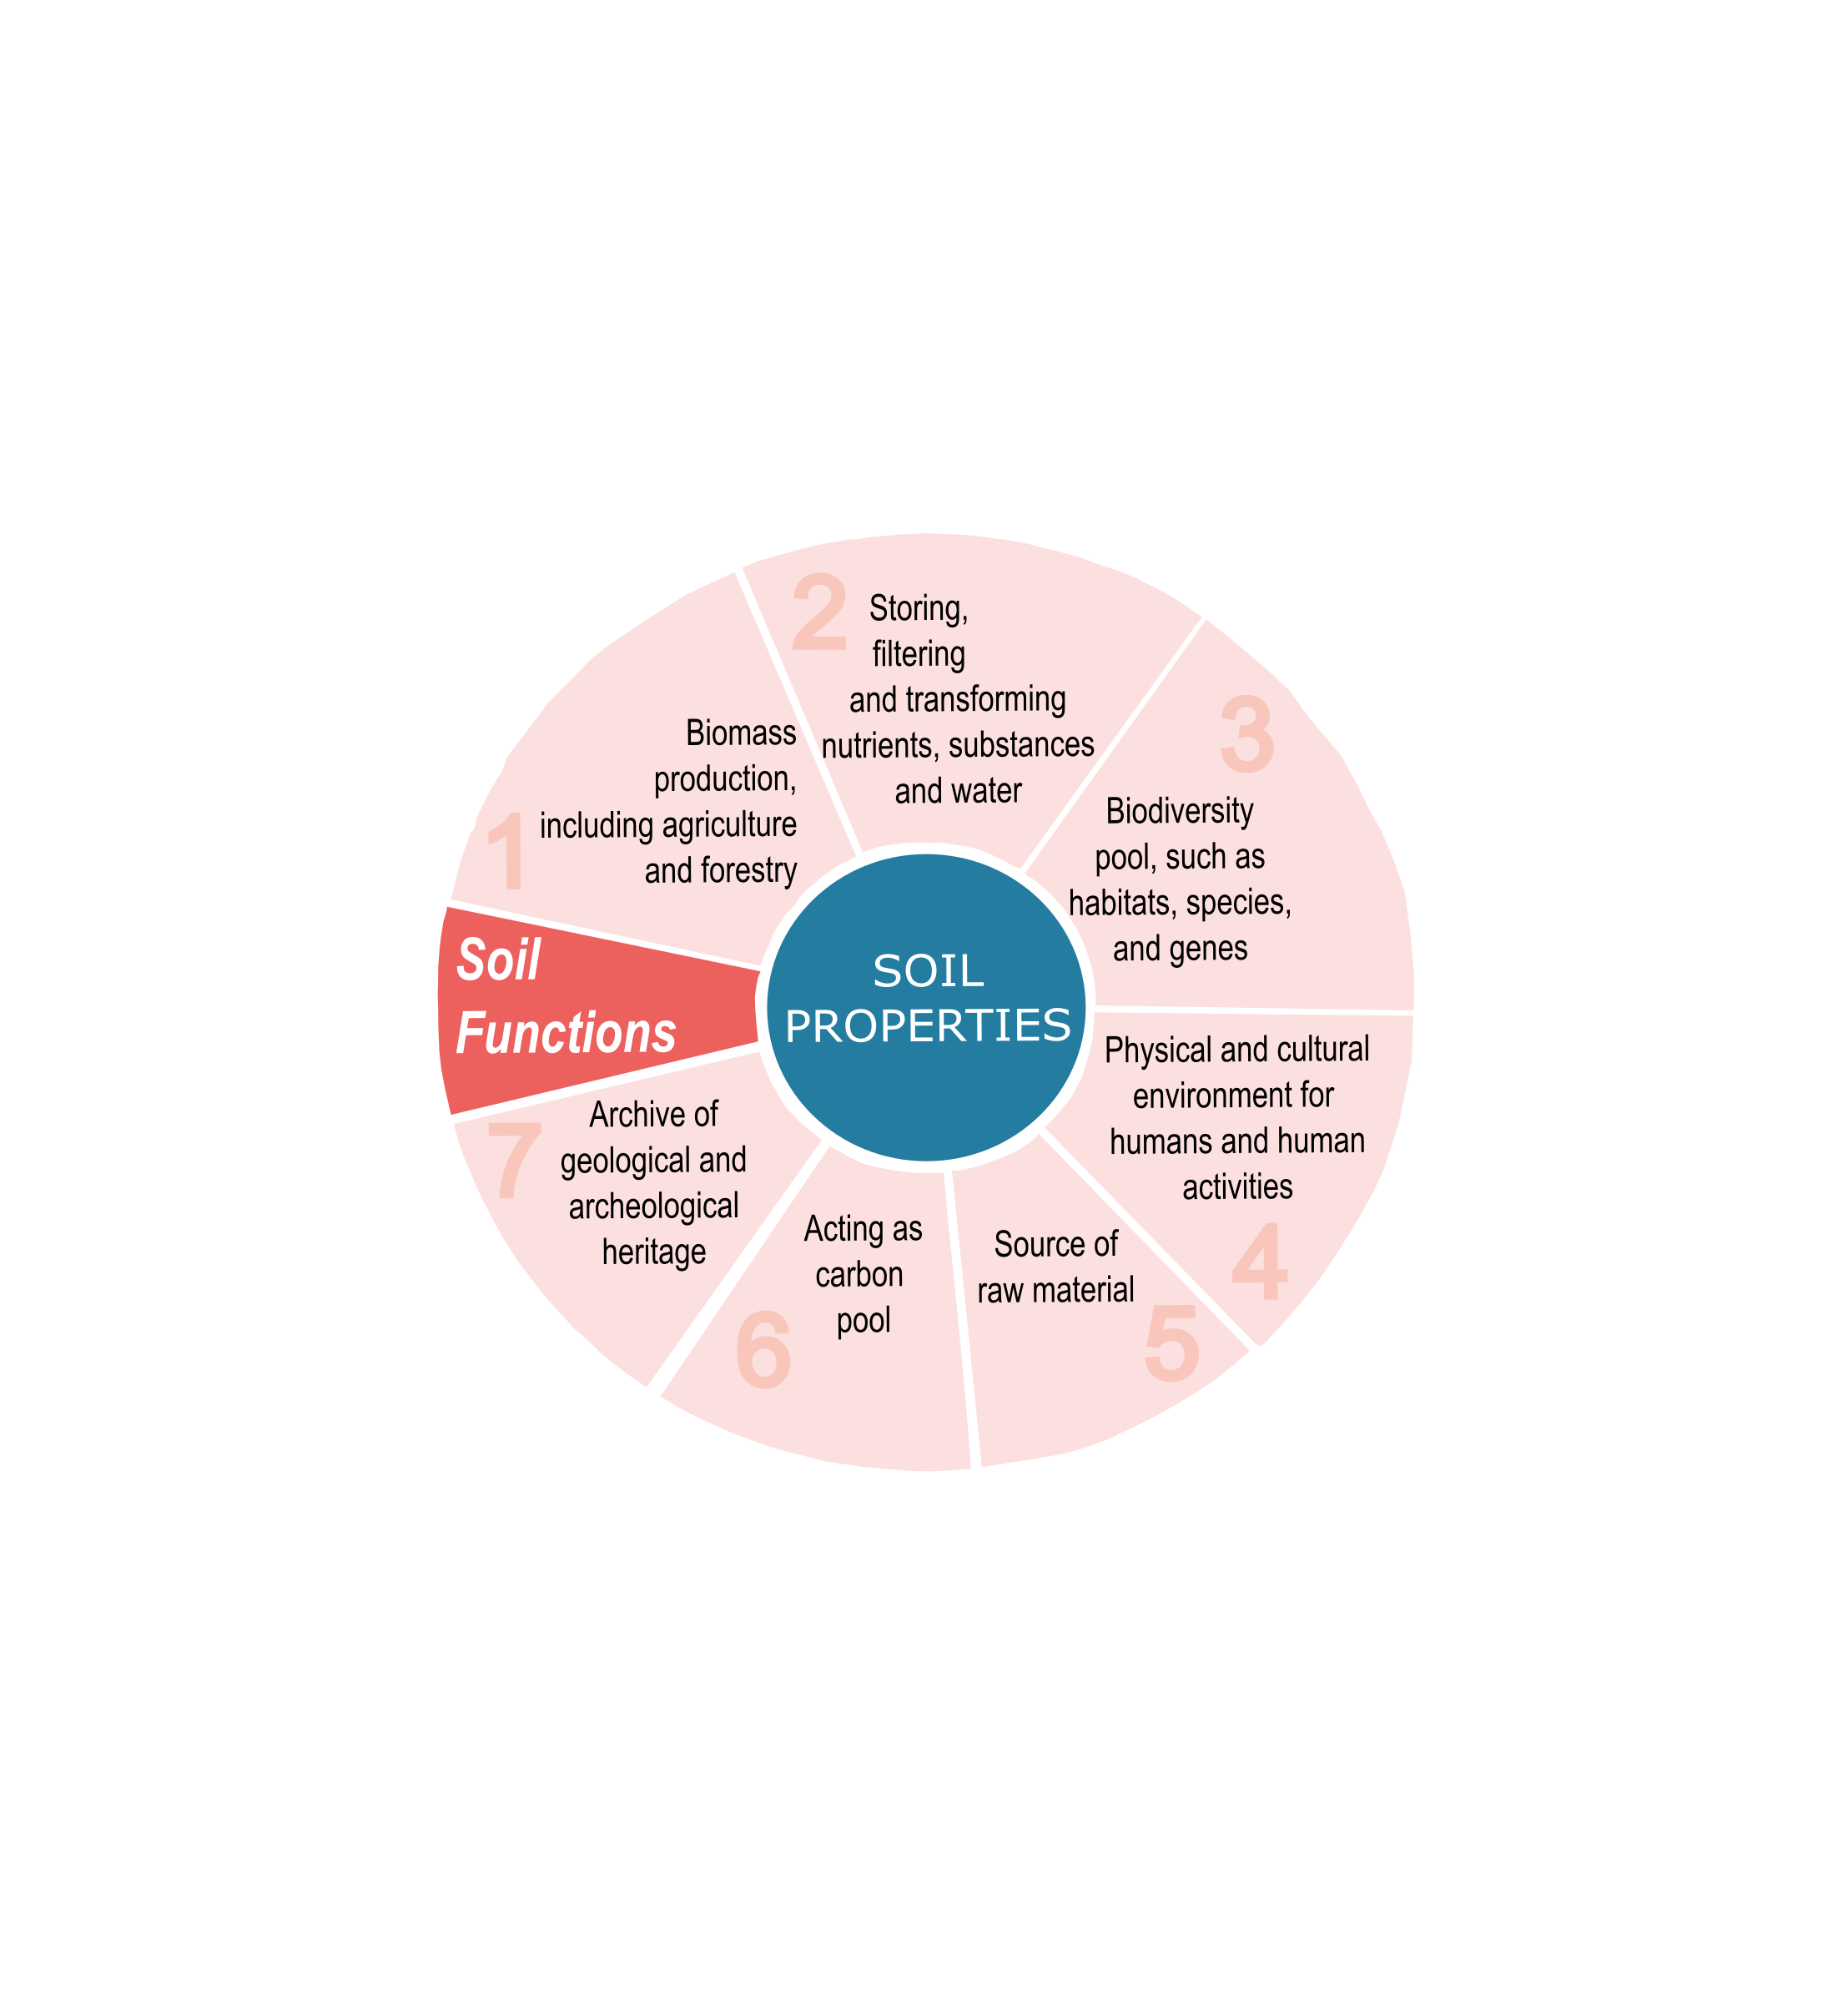 SOIL
PROPERTIES
Soil
Functions
1
Biomass
production,
including agriculture
and forestry
2
Storing,
filtering
and transforming
nutrients, substances
and water
3
Biodiversity
pool, such as
habitats, species,
and genes
Physical and cultural
environment for
humans and human
activities
4
Source of
raw material
5
Acting as
carbon
pool
6
7
Archive of
geological and
archeological
heritage